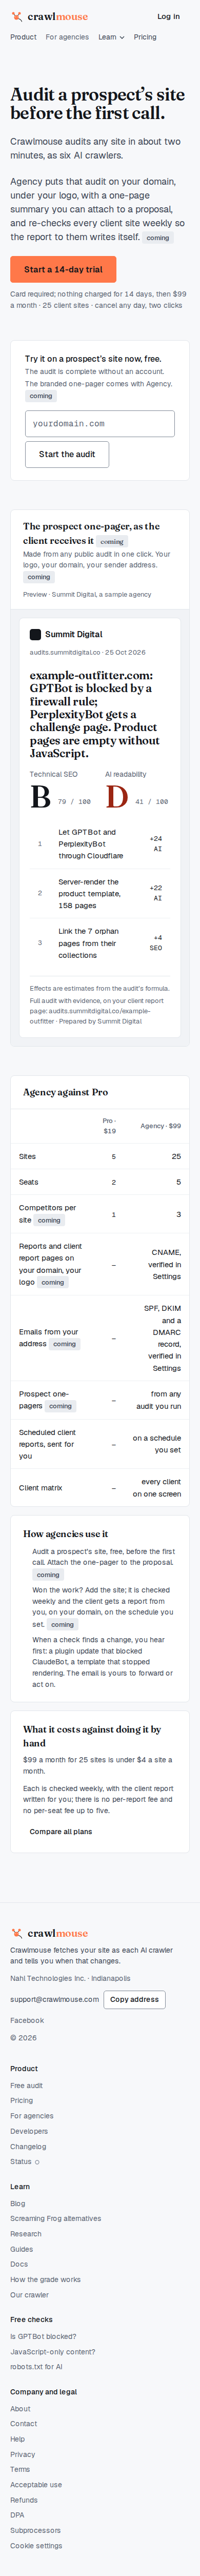 crawlmouse
Log in
Product
For agencies
Learn
Pricing
Audit a prospect's site
before the first call.
Crawlmouse audits any site in about two
minutes, as six AI crawlers.
Agency puts that audit on your domain,
under your logo, with a one-page
summary you can attach to a proposal,
and re-checks every client site weekly so
the report to them writes itself. coming
Start a 14-day trial
Card required; nothing charged for 14 days, then $99
a month · 25 client sites · cancel any day, two clicks
Try it on a prospect's site now, free.
The audit is complete without an account.
The branded one-pager comes with Agency.
coming
yourdomain.com
Start the audit
The prospect one-pager, as the
client receives it coming
Made from any public audit in one click. Your
logo, your domain, your sender address.
coming
Preview · Summit Digital, a sample agency
Summit Digital
audits.summitdigital.co · 25 Oct 2026
example-outfitter.com:
GPTBot is blocked by a
firewall rule;
PerplexityBot gets a
challenge page. Product
pages are empty without
JavaScript.
Technical SEO
B 79 / 100
AI readability
D 41 / 100
1 Let GPTBot and
PerplexityBot
through Cloudflare
+24
AI
2 Server-render the
product template,
158 pages
+22
AI
3 Link the 7 orphan
pages from their
collections
+4
SEO
Effects are estimates from the audit's formula.
Full audit with evidence, on your client report
page: audits.summitdigital.co/example-
outfitter · Prepared by Summit Digital
Agency against Pro
Pro ·
$19
Agency · $99
Sites 5 25
Seats 2 5
Competitors per
site coming
1 3
Reports and client
report pages on
your domain, your
logo coming
–
CNAME,
verified in
Settings
Emails from your
address coming
–
SPF, DKIM
and a
DMARC
record,
verified in
Settings
Prospect one-
pagers coming
–
from any
audit you run
Scheduled client
reports, sent for
you
–
on a schedule
you set
Client matrix –
every client
on one screen
How agencies use it
Audit a prospect's site, free, before the first
call. Attach the one-pager to the proposal.
coming
Won the work? Add the site; it is checked
weekly and the client gets a report from
you, on your domain, on the schedule you
set. coming
When a check finds a change, you hear
first: a plugin update that blocked
ClaudeBot, a template that stopped
rendering. The email is yours to forward or
act on.
What it costs against doing it by
hand
$99 a month for 25 sites is under $4 a site a
month.
Each is checked weekly, with the client report
written for you; there is no per-report fee and
no per-seat fee up to five.
Compare all plans
crawlmouse
Crawlmouse fetches your site as each AI crawler
and tells you when that changes.
Nahl Technologies Inc. · Indianapolis
support@crawlmouse.com Copy address
Facebook
© 2026
Product
Free audit
Pricing
For agencies
Developers
Changelog
Status
Learn
Blog
Screaming Frog alternatives
Research
Guides
Docs
How the grade works
Our crawler
Free checks
Is GPTBot blocked?
JavaScript-only content?
robots.txt for AI
Company and legal
About
Contact
Help
Privacy
Terms
Acceptable use
Refunds
DPA
Subprocessors
Cookie settings